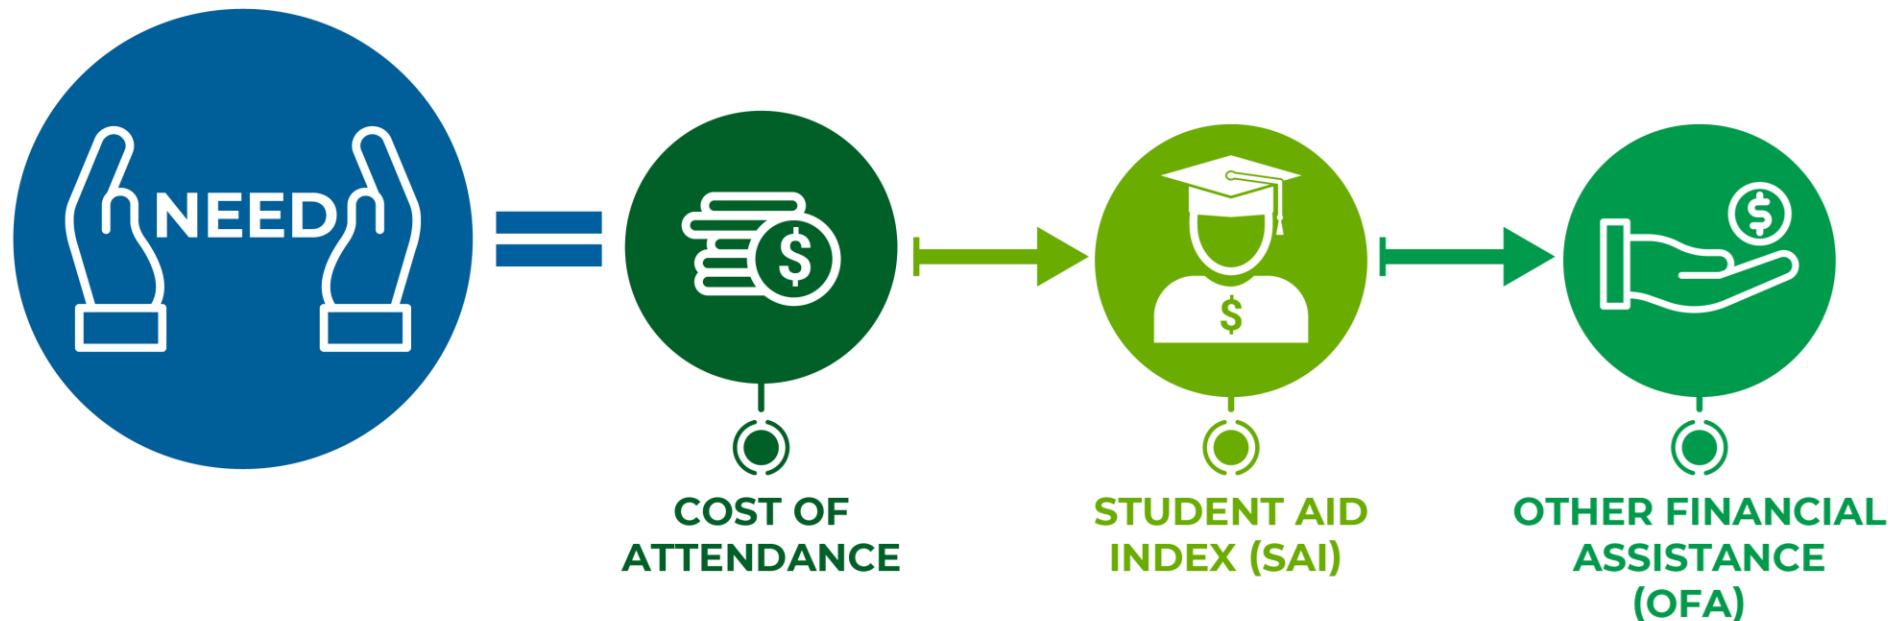 NEED
=
$
$
$
COST OF
ATTENDANCE
STUDENT AID
INDEX (SAI)
OTHER FINANCIAL
ASSISTANCE
(OFA)